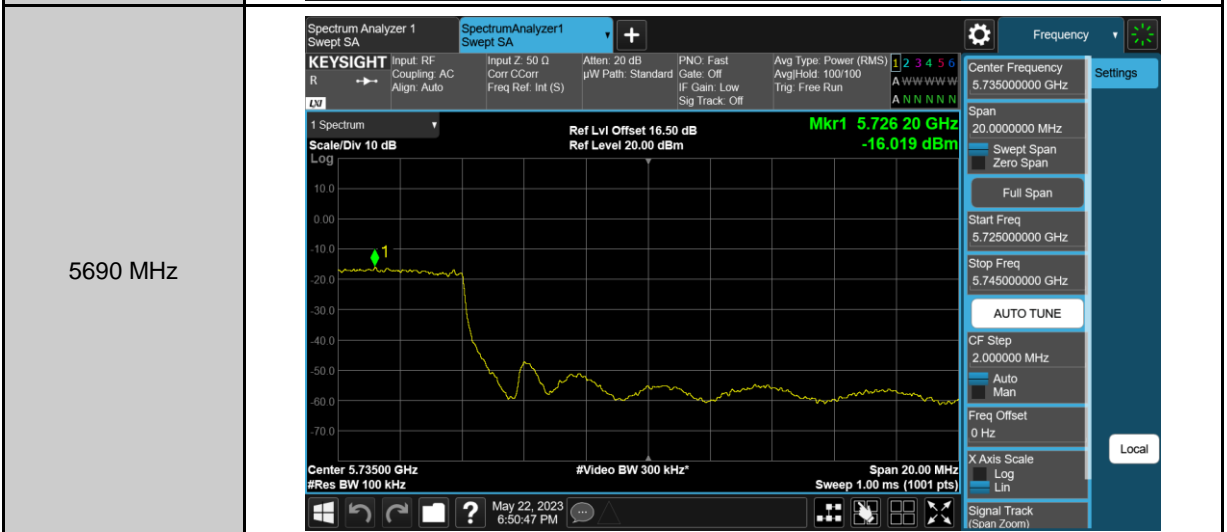 5690 MHz
Spectrum Analyzer 1
Swept SA
SpectrumAnalyzer1
Swept SA
Frequency
KEYSIGHT
R
LXI
Input: RF
Coupling: AC
Align: Auto
Input Z: 50 Ω
Corr CCorr
Freq Ref: Int (S)
Atten: 20 dB
µW Path: Standard
PNO: Fast
Gate: Off
IF Gain: Low
Sig Track: Off
Avg Type: Power (RMS)
Avg|Hold: 100/100
Trig: Free Run
1 2 3 4 5 6
A W W W W W
A N N N N N
1 Spectrum
Scale/Div 10 dB
Log
Ref Lvl Offset 16.50 dB
Ref Level 20.00 dBm
Mkr1 5.726 20 GHz
-16.019 dBm
10.0
0.00
-10.0
-20.0
-30.0
-40.0
-50.0
-60.0
-70.0
1
Center 5.73500 GHz
#Res BW 100 kHz
#Video BW 300 kHz*
Span 20.00 MHz
Sweep 1.00 ms (1001 pts)
May 22, 2023
6:50:47 PM
Center Frequency
5.735000000 GHz
Span
20.0000000 MHz
Swept Span
Zero Span
Full Span
Start Freq
5.725000000 GHz
Stop Freq
5.745000000 GHz
AUTO TUNE
CF Step
2.000000 MHz
Auto
Man
Freq Offset
0 Hz
X Axis Scale
Log
Lin
Signal Track
(Span Zoom)
Settings
Local